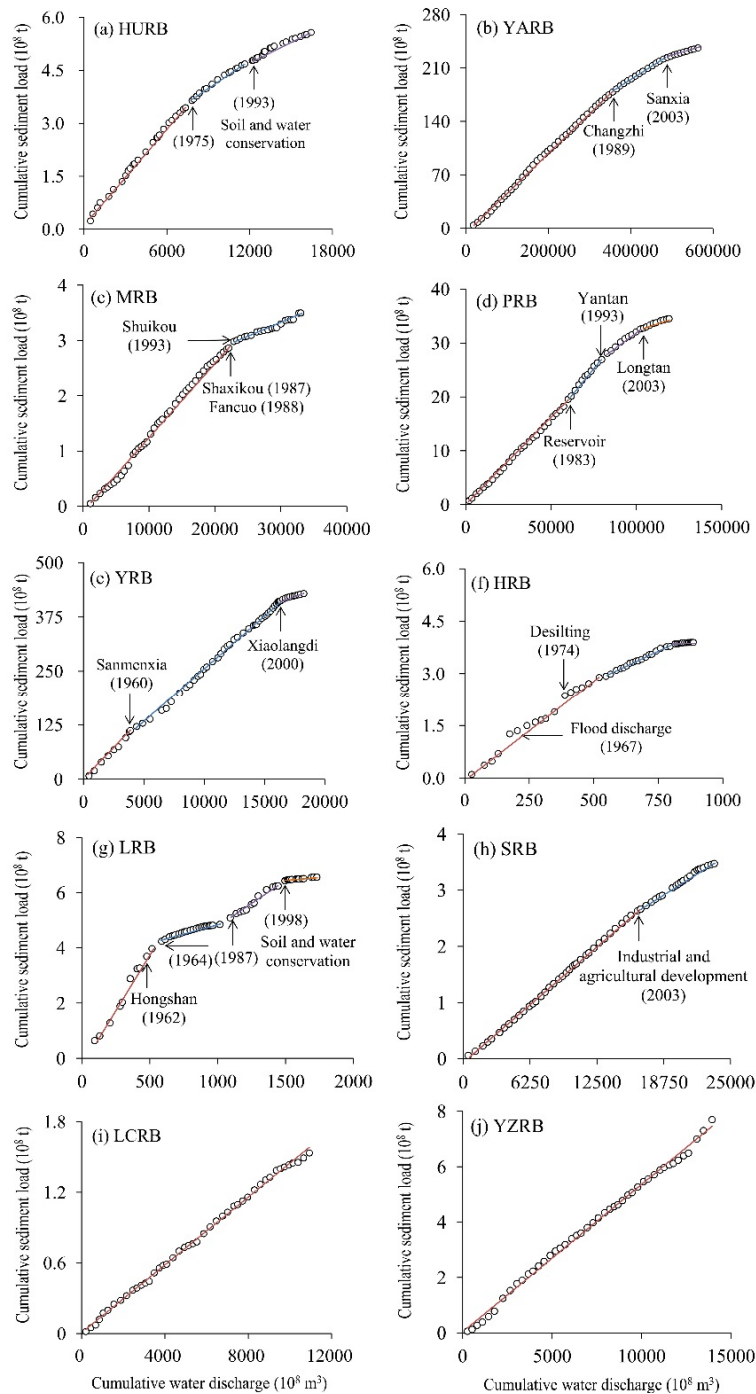 (a) HURB
Cumulative sediment load (10⁸ t)
6.0
4.5
3.0
1.5
0.0
(1993)
Soil and water
conservation
(1975)
0
6000
12000
18000
(b) YARB
Cumulative sediment load (10⁸ t)
280
210
140
70
0
Sanxia
(2003)
Changzhi
(1989)
0
200000
400000
600000
(c) MRB
Cumulative sediment load (10⁸ t)
4
3
2
1
0
Shuikou
(1993)
Shaxikou (1987)
Fancuo (1988)
0
10000
20000
30000
40000
(d) PRB
Cumulative sediment load (10⁸ t)
40
30
20
10
0
Yantan
(1993)
Longtan
(2003)
Reservoir
(1983)
0
50000
100000
150000
(e) YRB
Cumulative sediment load (10⁸ t)
500
375
250
125
0
Sanmenxia
(1960)
Xiaolangdi
(2000)
0
5000
10000
15000
20000
(f) HRB
Cumulative sediment load (10⁸ t)
6.0
4.5
3.0
1.5
0.0
Desilting
(1974)
Flood discharge
(1967)
0
250
500
750
1000
(g) LRB
Cumulative sediment load (10⁸ t)
8
6
4
2
0
(1998)
Soil and water
conservation
(1964)
(1987)
Hongshan
(1962)
0
500
1000
1500
2000
(h) SRB
Cumulative sediment load (10⁸ t)
4
3
2
1
0
Industrial and
agricultural development
(2003)
0
6250
12500
18750
25000
(i) LCRB
Cumulative sediment load (10⁸ t)
1.8
1.2
0.6
0
0
4000
8000
12000
Cumulative water discharge (10⁸ m³)
(j) YZRB
Cumulative sediment load (10⁸ t)
8
6
4
2
0
0
5000
10000
15000
Cumulative water discharge (10⁸ m³)